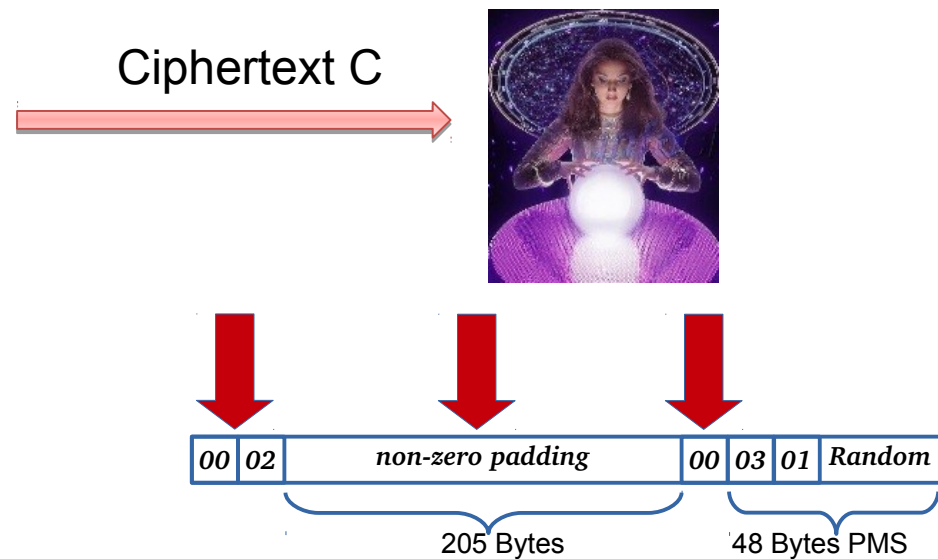 Ciphertext C
00 02 non-zero padding 00 03 01 Random
205 Bytes 48 Bytes PMS